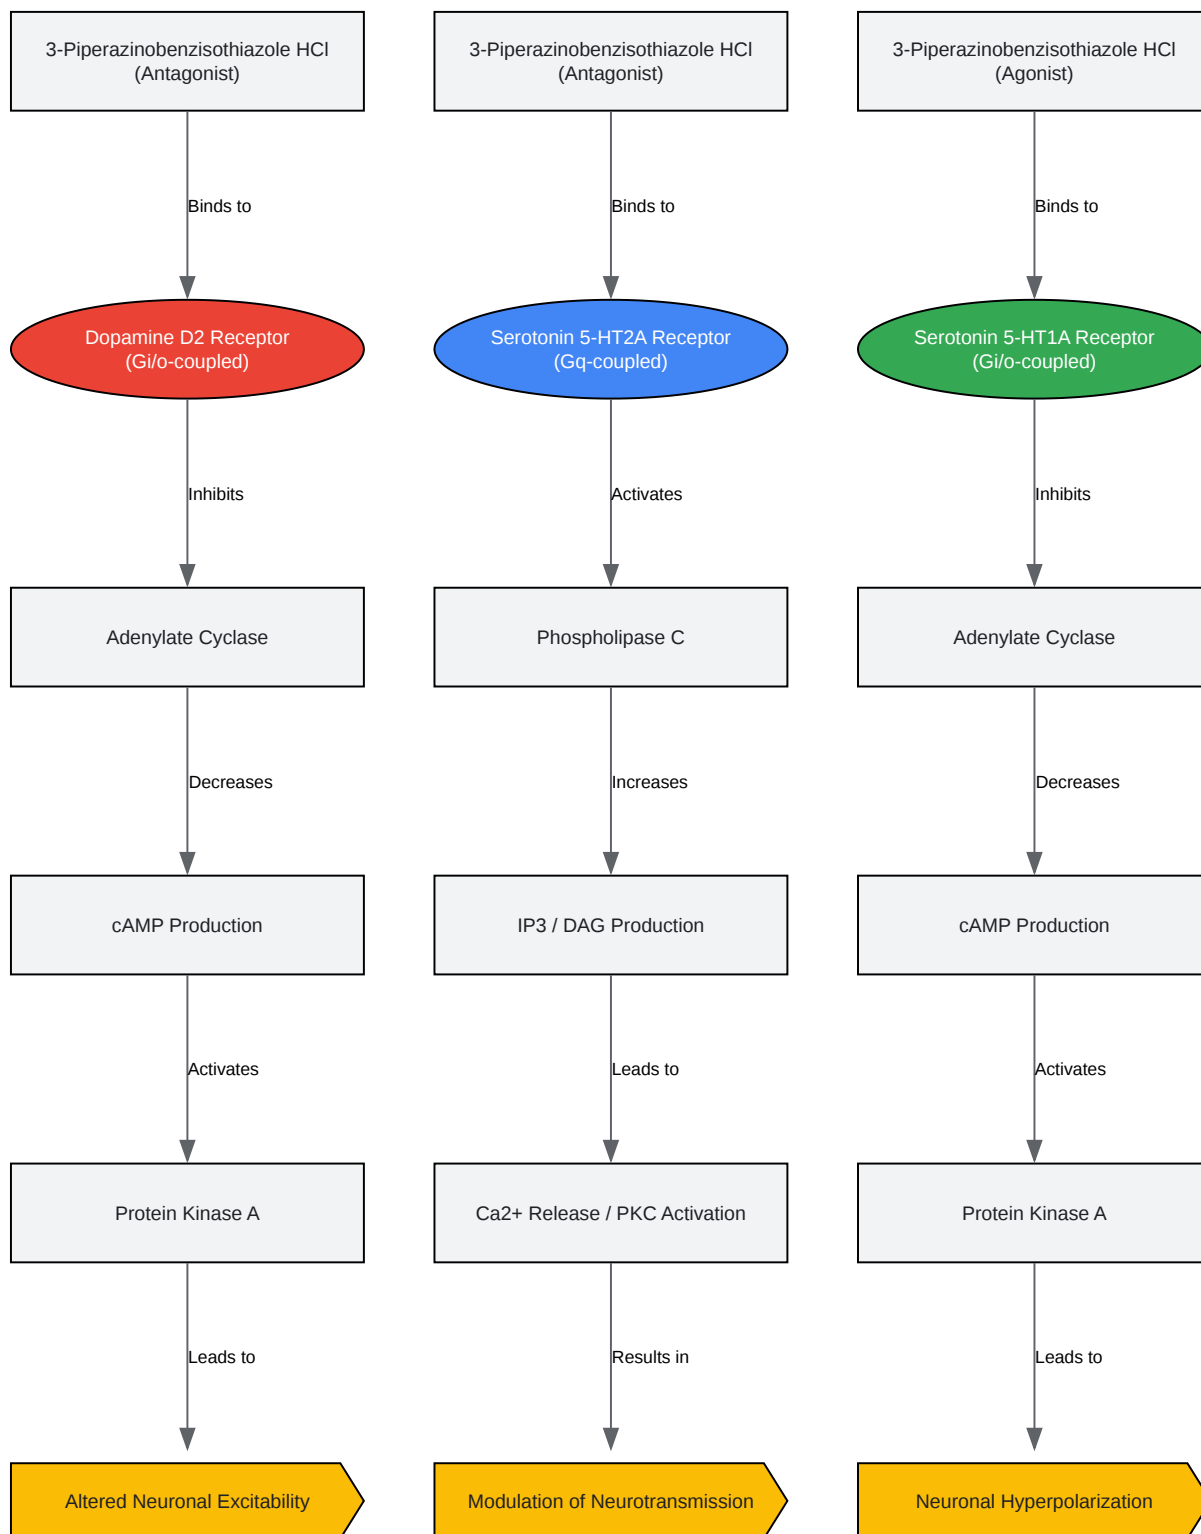 3-Piperazinobenzisothiazole HCl
(Antagonist)
Binds to
Dopamine D2 Receptor
(Gi/o-coupled)
Inhibits
Adenylate Cyclase
Decreases
cAMP Production
Activates
Protein Kinase A
Leads to
Altered Neuronal Excitability
3-Piperazinobenzisothiazole HCl
(Antagonist)
Binds to
Serotonin 5-HT2A Receptor
(Gq-coupled)
Activates
Phospholipase C
Increases
IP3 / DAG Production
Leads to
Ca2+ Release / PKC Activation
Results in
Modulation of Neurotransmission
3-Piperazinobenzisothiazole HCl
(Agonist)
Binds to
Serotonin 5-HT1A Receptor
(Gi/o-coupled)
Inhibits
Adenylate Cyclase
Decreases
cAMP Production
Activates
Protein Kinase A
Leads to
Neuronal Hyperpolarization